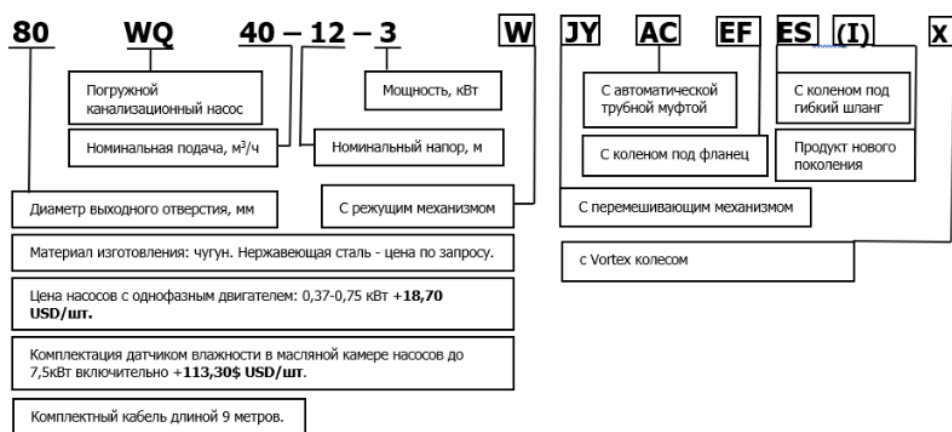 80 WQ 40 – 12 – 3 W JY AC EF ES (I) x
Погружной
канализационный насос
Мощность, кВт
С автоматической
трубной муфтой
С коленом под
гибкий шланг
Номинальная подача, м³/ч
Номинальный напор, м
С коленом под фланец
Продукт нового
поколения
Диаметр выходного отверстия, мм
С режущим механизмом
С перемешивающим механизмом
Материал изготовления: чугун. Нержавеющая сталь - цена по запросу.
с Vortex колесом
Цена насосов с однофазным двигателем: 0,37-0,75 кВт +18,70
USD/шт.
Комплектация датчиком влажности в масляной камере насосов до
7,5кВт включительно +113,30$ USD/шт.
Комплектный кабель длиной 9 метров.